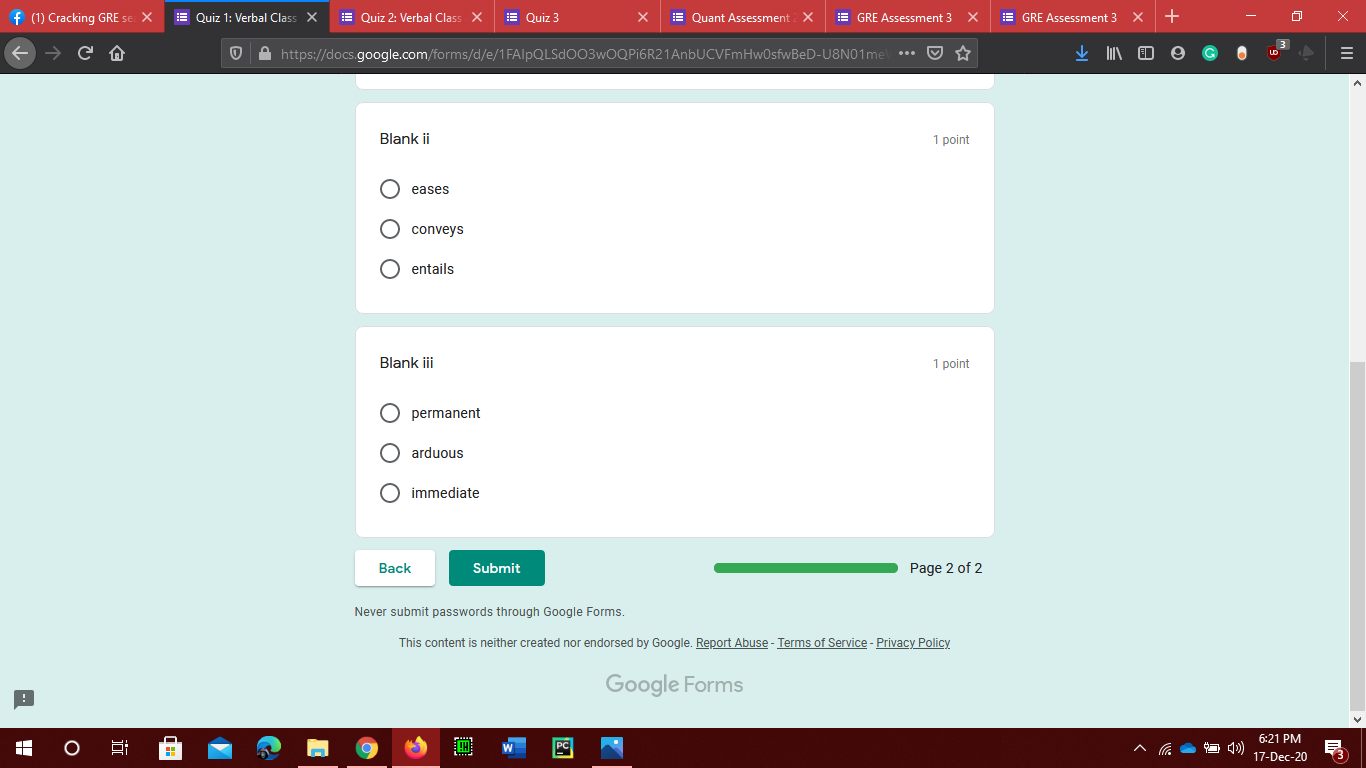 (1) Cracking GRE se
Quiz 1: Verbal Class
Quiz 2: Verbal Class
Quiz 3
Quant Assessment
GRE Assessment 3
GRE Assessment 3
https://docs.google.com/forms/d/e/1FAIpQLSdOO3wOQPi6R21AnbUCVFmHw0sfwBeD-U8N01me
3
Blank ii
1 point
eases
conveys
entails
Blank iii
1 point
permanent
arduous
immediate
Back
Submit
Page 2 of 2
Never submit passwords through Google Forms.
This content is neither created nor endorsed by Google. Report Abuse - Terms of Service - Privacy Policy
Google Forms
6:21 PM
17-Dec-20
3